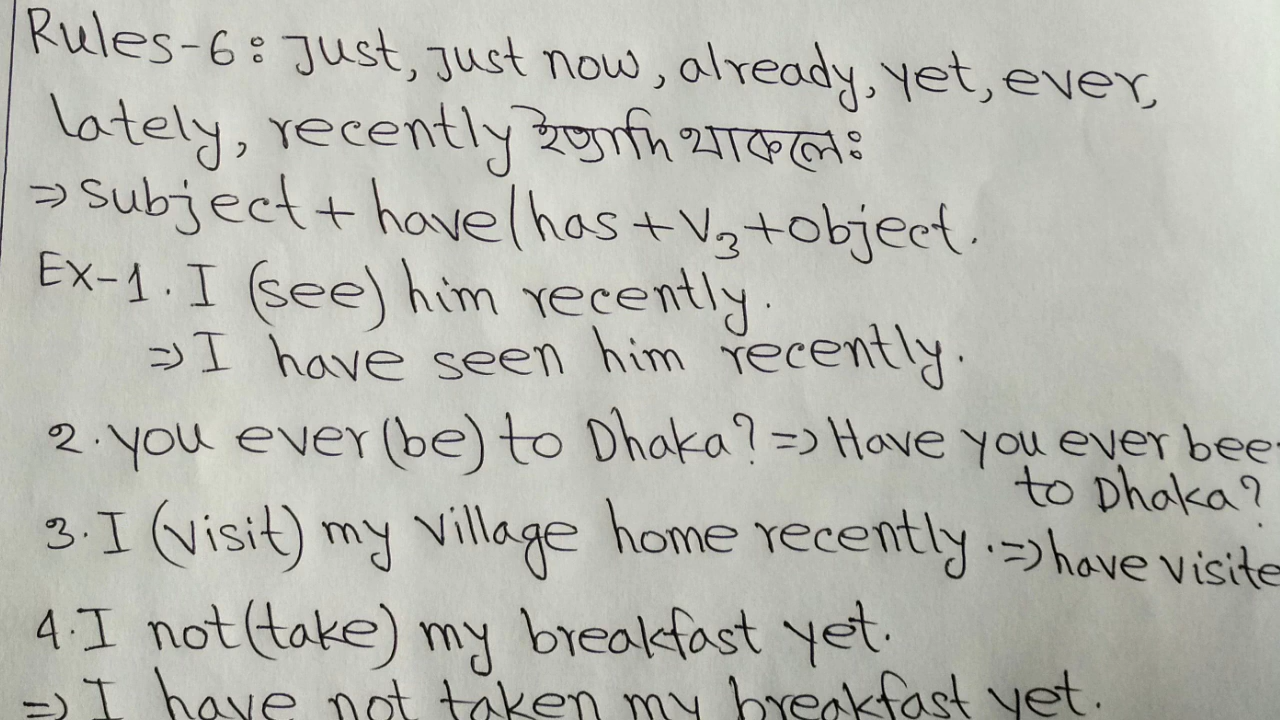 Rules-6: Just, Just now, already, yet, ever,
lately, recently ইত্যাদি থাকলেঃ
⇒ Subject + have/has + V₃ + object.
Ex-1. I (see) him recently.
⇒ I have seen him recently.
2. you ever (be) to Dhaka? ⇒ Have you ever bee
to Dhaka?
3. I (visit) my village home recently. ⇒ have visite
4. I not (take) my breakfast yet.
⇒ I have not taken my breakfast yet.